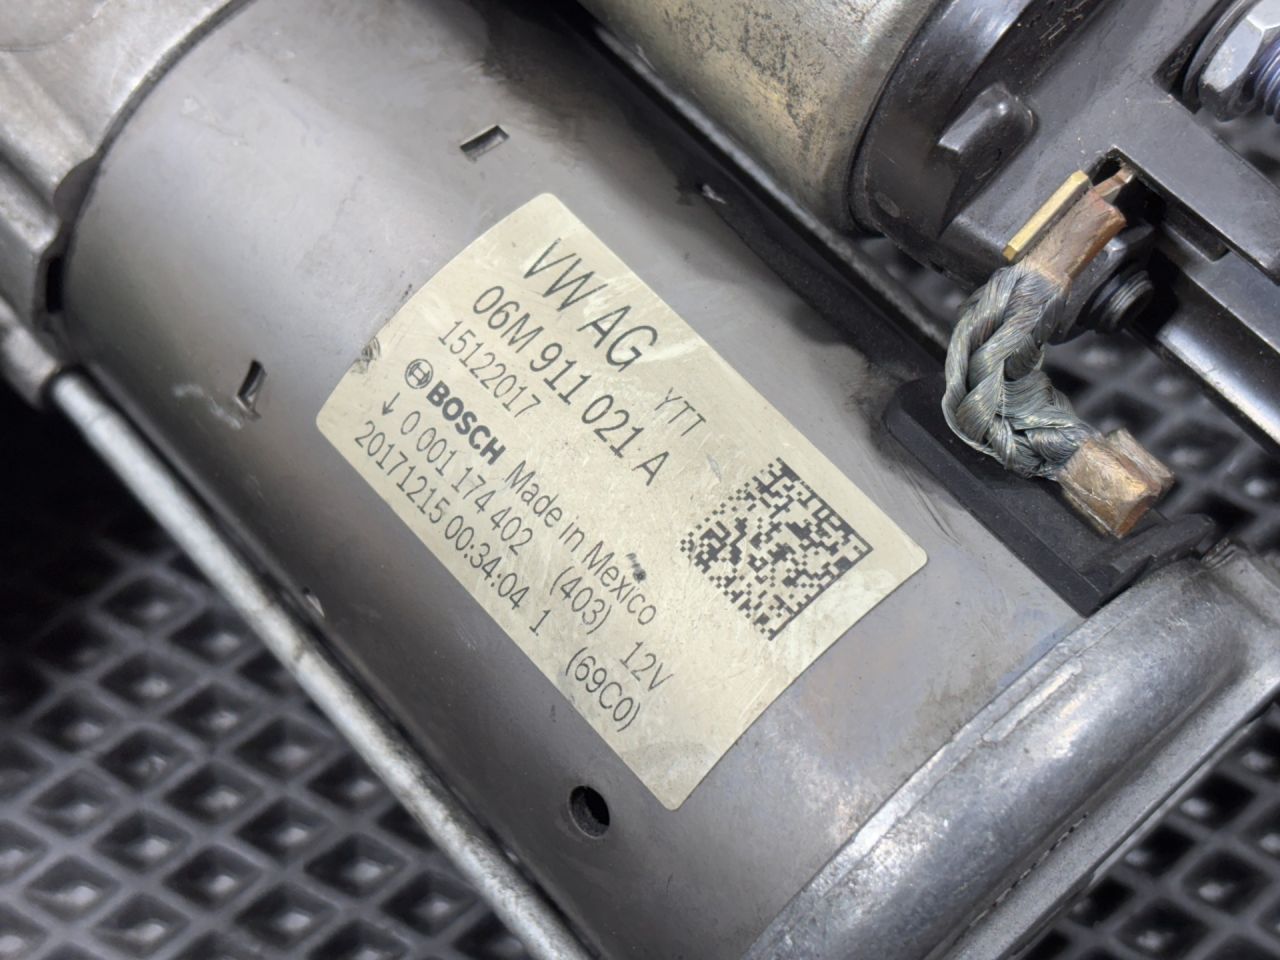 VW AG YTT
06M 911 021 A
15122017
BOSCH Made in Mexico
↓ 0 001 174 402 (403) 12V
20171215 00:34:04 1 (69C0)